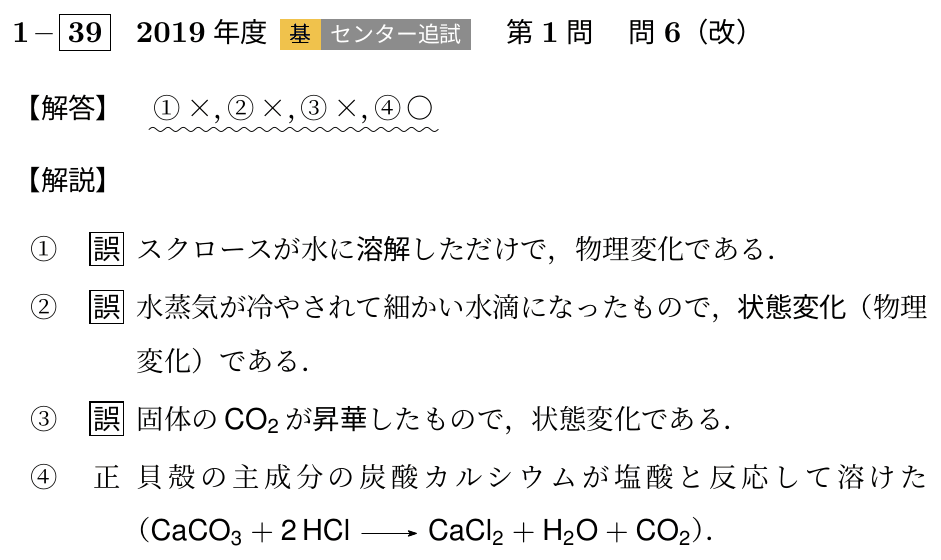 1－39 2019 年度 基 センター追試 第 1 問 問 6（改）
【解答】 ① ×, ② ×, ③ ×, ④ ○
【解説】
① 誤 スクロースが水に溶解しただけで，物理変化である．
② 誤 水蒸気が冷やされて細かい水滴になったもので，状態変化（物理
変化）である．
③ 誤 固体の CO₂ が昇華したもので，状態変化である．
④ 正 貝殻の主成分の炭酸カルシウムが塩酸と反応して溶けた
（CaCO₃ + 2 HCl ⟶ CaCl₂ + H₂O + CO₂）．